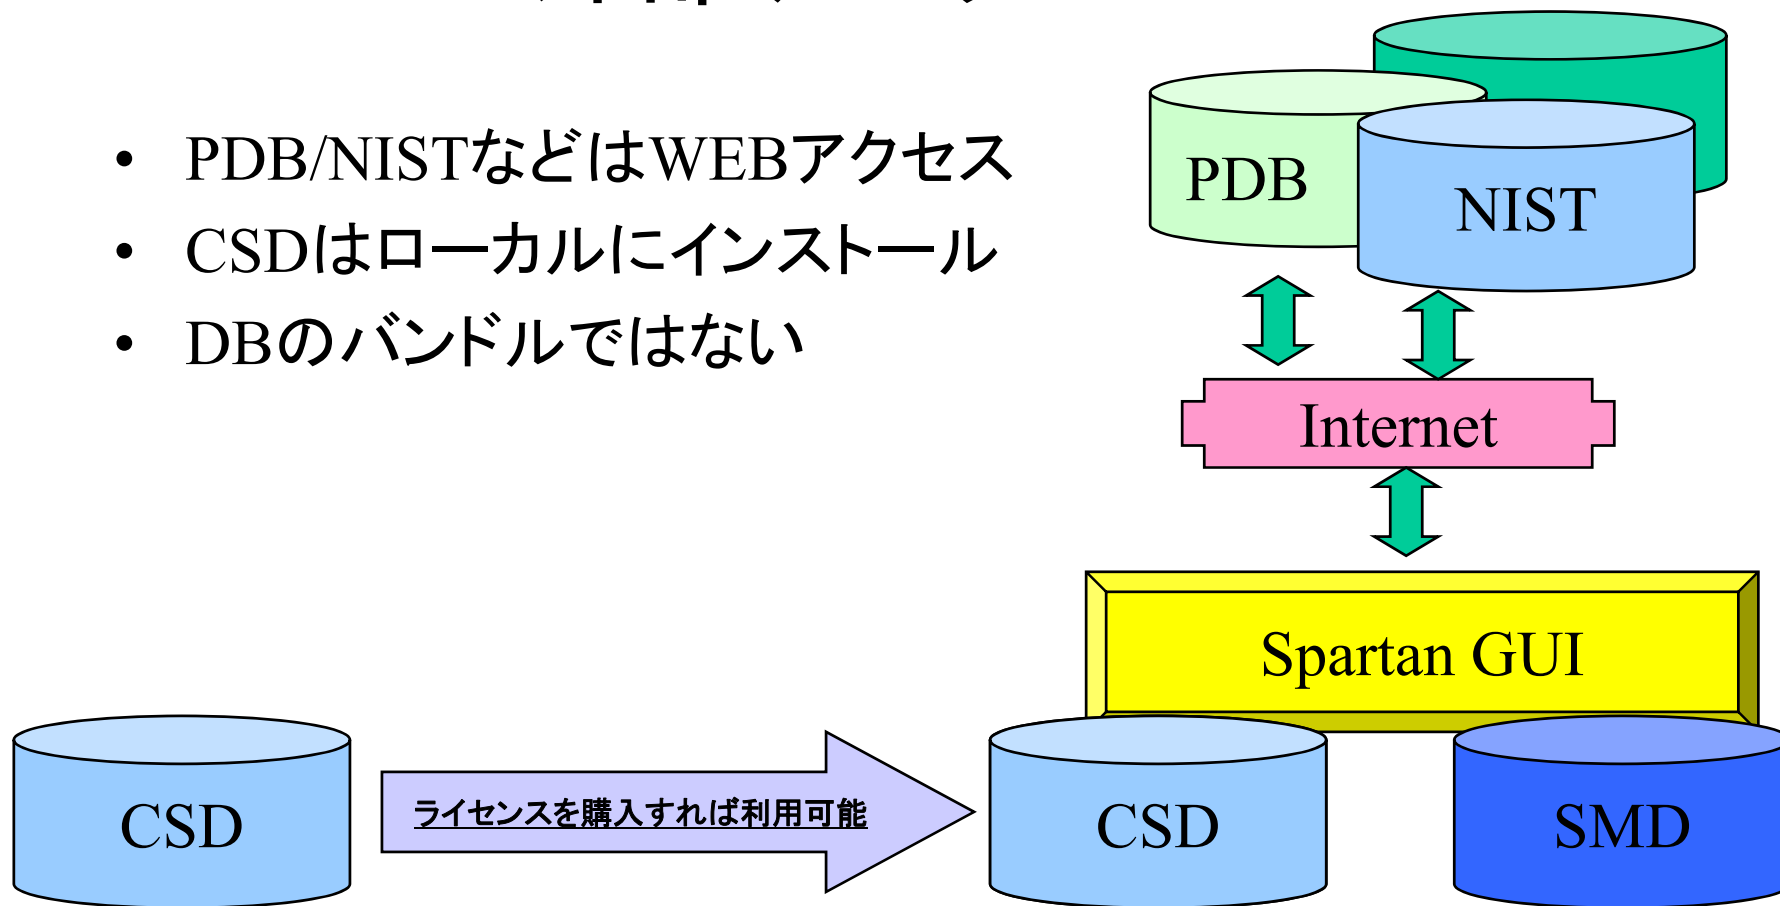 • PDB/NISTなどはWEBアクセス
• CSDはローカルにインストール
• DBのバンドルではない
PDB
NIST
Internet
Spartan GUI
CSD
ライセンスを購入すれば利用可能
CSD
SMD